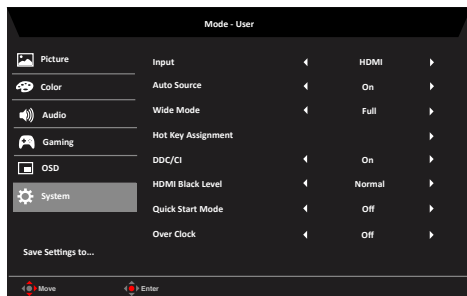 Mode - User
Picture
Color
Audio
Gaming
OSD
System
Save Settings to...
Input HDMI
Auto Source On
Wide Mode Full
Hot Key Assignment
DDC/CI On
HDMI Black Level Normal
Quick Start Mode Off
Over Clock Off
Move Enter